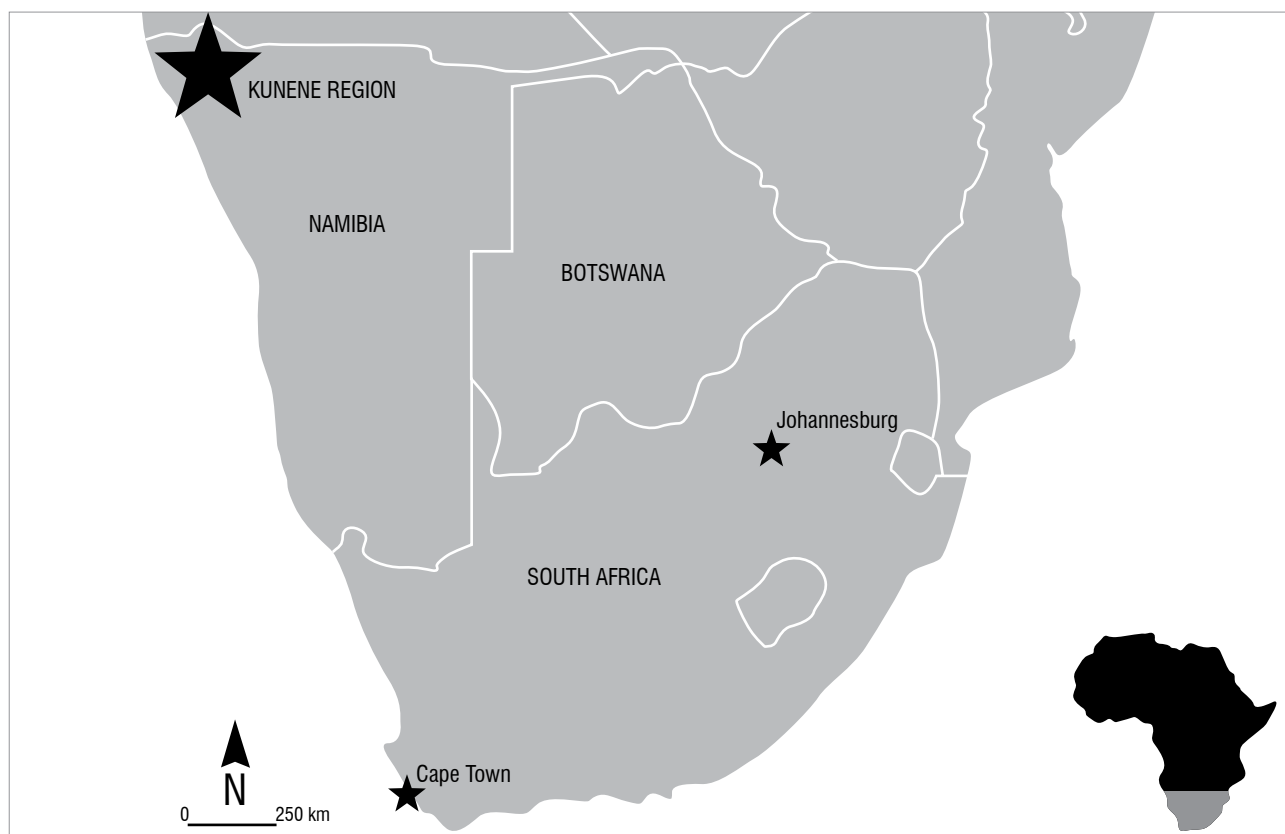 KUNENE REGION
NAMIBIA
BOTSWANA
Johannesburg
SOUTH AFRICA
Cape Town
N
0 250 km